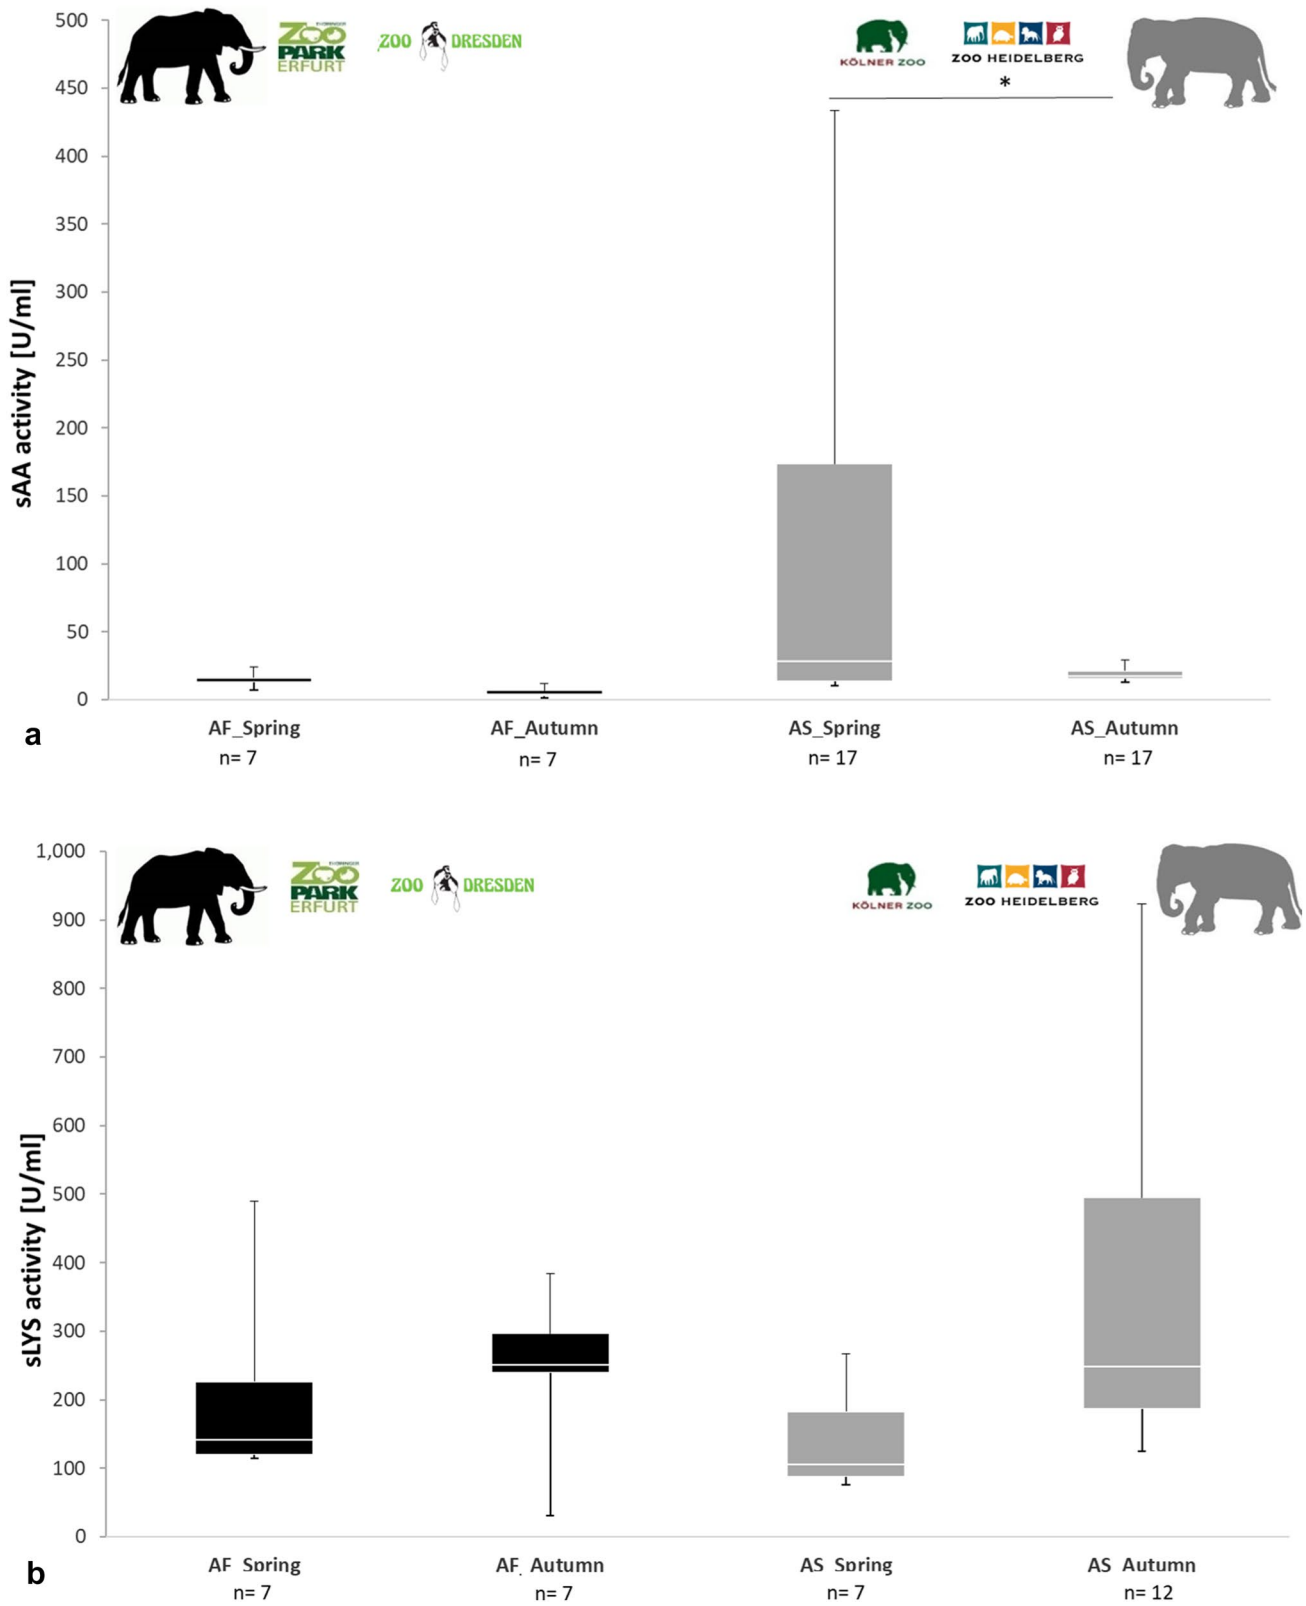 500
450
400
350
300
250
200
150
100
50
0
sAA activity [U/ml]
ZOO
PARK
ERFURT
ZOO DRESDEN
KÖLNER ZOO
ZOO HEIDELBERG
*
AF_Spring
n= 7
AF_Autumn
n= 7
AS_Spring
n= 17
AS_Autumn
n= 17
a
1,000
900
800
700
600
500
400
300
200
100
0
sLYS activity [U/ml]
ZOO
PARK
ERFURT
ZOO DRESDEN
KÖLNER ZOO
ZOO HEIDELBERG
AF_Spring
n= 7
AF_Autumn
n= 7
AS_Spring
n= 7
AS_Autumn
n= 12
b